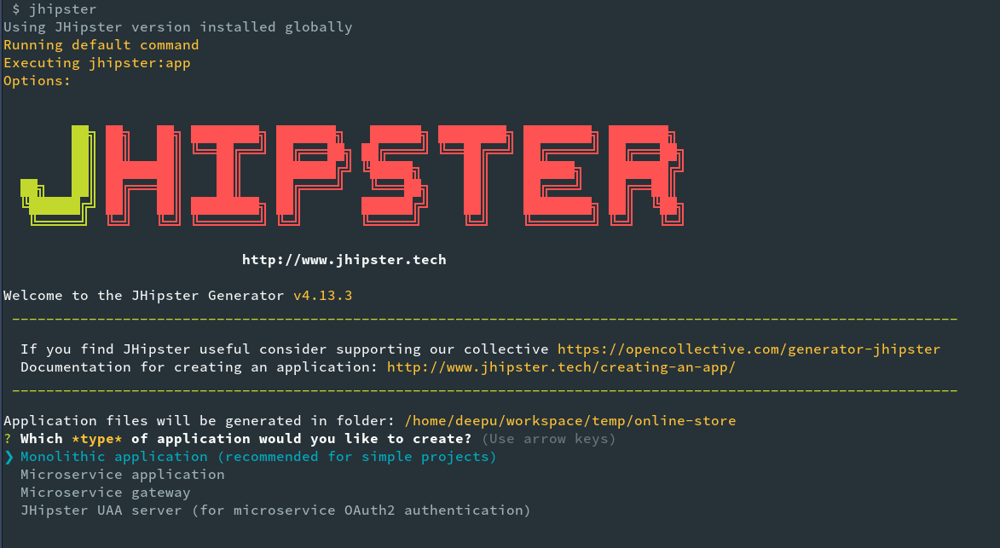 $ jhipster
Using JHipster version installed globally
Running default command
Executing jhipster:app
Options:
JHIPSTER
http://www.jhipster.tech
Welcome to the JHipster Generator v4.13.3
If you find JHipster useful consider supporting our collective https://opencollective.com/generator-jhipster
Documentation for creating an application: http://www.jhipster.tech/creating-an-app/
Application files will be generated in folder: /home/deepu/workspace/temp/online-store
? Which *type* of application would you like to create? (Use arrow keys)
❯ Monolithic application (recommended for simple projects)
Microservice application
Microservice gateway
JHipster UAA server (for microservice OAuth2 authentication)